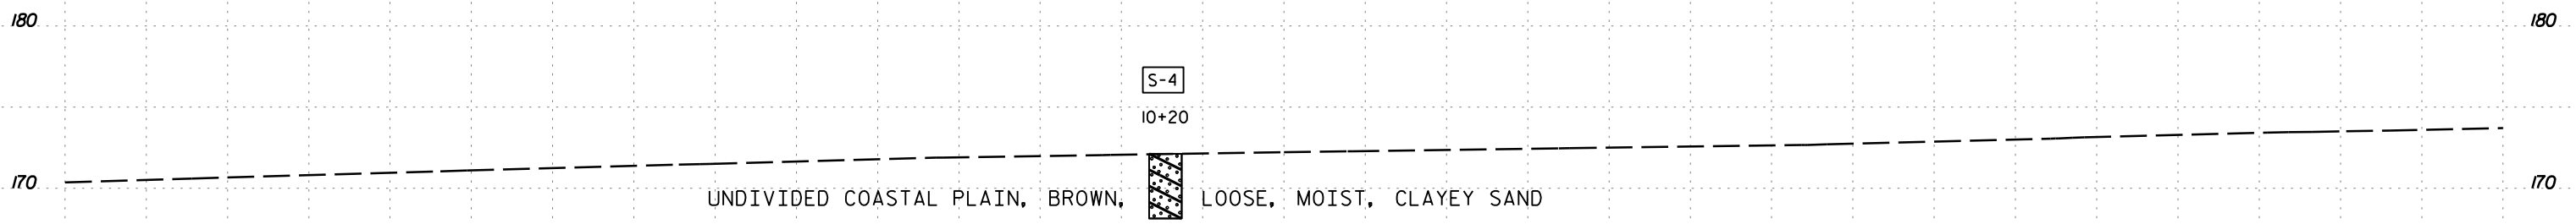 180 180
S-4
10+20
170 170
UNDIVIDED COASTAL PLAIN, BROWN, LOOSE, MOIST, CLAYEY SAND